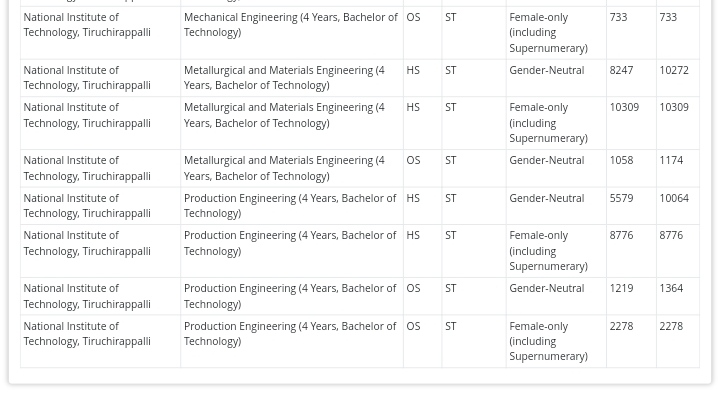 National Institute of Technology, Tiruchirappalli | Mechanical Engineering (4 Years, Bachelor of Technology) | OS | ST | Female-only (including Supernumerary) | 733 | 733
National Institute of Technology, Tiruchirappalli | Metallurgical and Materials Engineering (4 Years, Bachelor of Technology) | HS | ST | Gender-Neutral | 8247 | 10272
National Institute of Technology, Tiruchirappalli | Metallurgical and Materials Engineering (4 Years, Bachelor of Technology) | HS | ST | Female-only (including Supernumerary) | 10309 | 10309
National Institute of Technology, Tiruchirappalli | Metallurgical and Materials Engineering (4 Years, Bachelor of Technology) | OS | ST | Gender-Neutral | 1058 | 1174
National Institute of Technology, Tiruchirappalli | Production Engineering (4 Years, Bachelor of Technology) | HS | ST | Gender-Neutral | 5579 | 10064
National Institute of Technology, Tiruchirappalli | Production Engineering (4 Years, Bachelor of Technology) | HS | ST | Female-only (including Supernumerary) | 8776 | 8776
National Institute of Technology, Tiruchirappalli | Production Engineering (4 Years, Bachelor of Technology) | OS | ST | Gender-Neutral | 1219 | 1364
National Institute of Technology, Tiruchirappalli | Production Engineering (4 Years, Bachelor of Technology) | OS | ST | Female-only (including Supernumerary) | 2278 | 2278